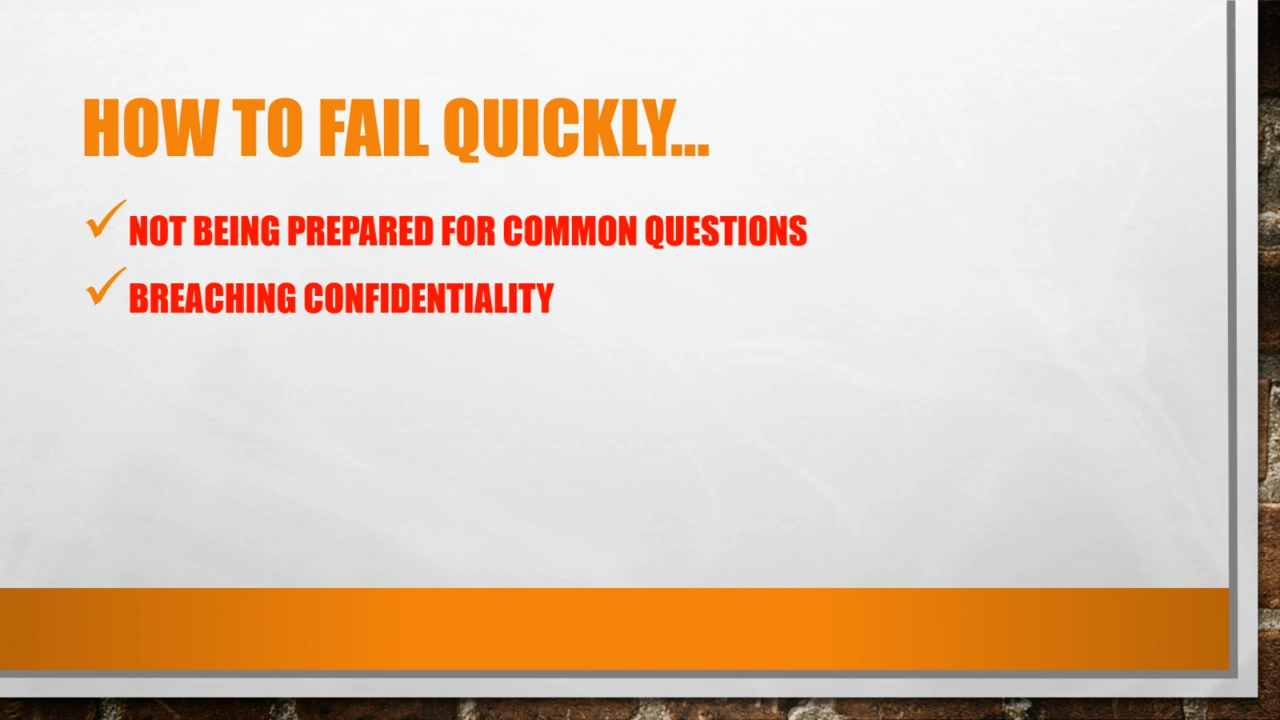 HOW TO FAIL QUICKLY...
NOT BEING PREPARED FOR COMMON QUESTIONS
BREACHING CONFIDENTIALITY